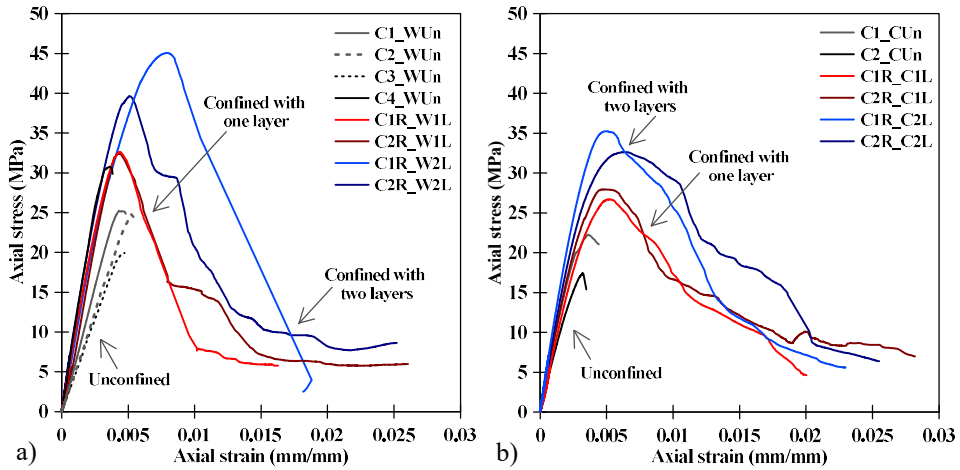 50
45
40
35
30
25
20
15
10
5
0
Axial stress (MPa)
C1_WUn
C2_WUn
C3_WUn
C4_WUn
C1R_W1L
C2R_W1L
C1R_W2L
C2R_W2L
Confined with
one layer
Confined with
two layers
Unconfined
0
0.005
0.01
0.015
0.02
0.025
0.03
Axial strain (mm/mm)
a)
50
45
40
35
30
25
20
15
10
5
0
Axial stress (MPa)
C1_CUn
C2_CUn
C1R_C1L
C2R_C1L
C1R_C2L
C2R_C2L
Confined with
two layers
Confined with
one layer
Unconfined
0
0.005
0.01
0.015
0.02
0.025
0.03
Axial strain (mm/mm)
b)